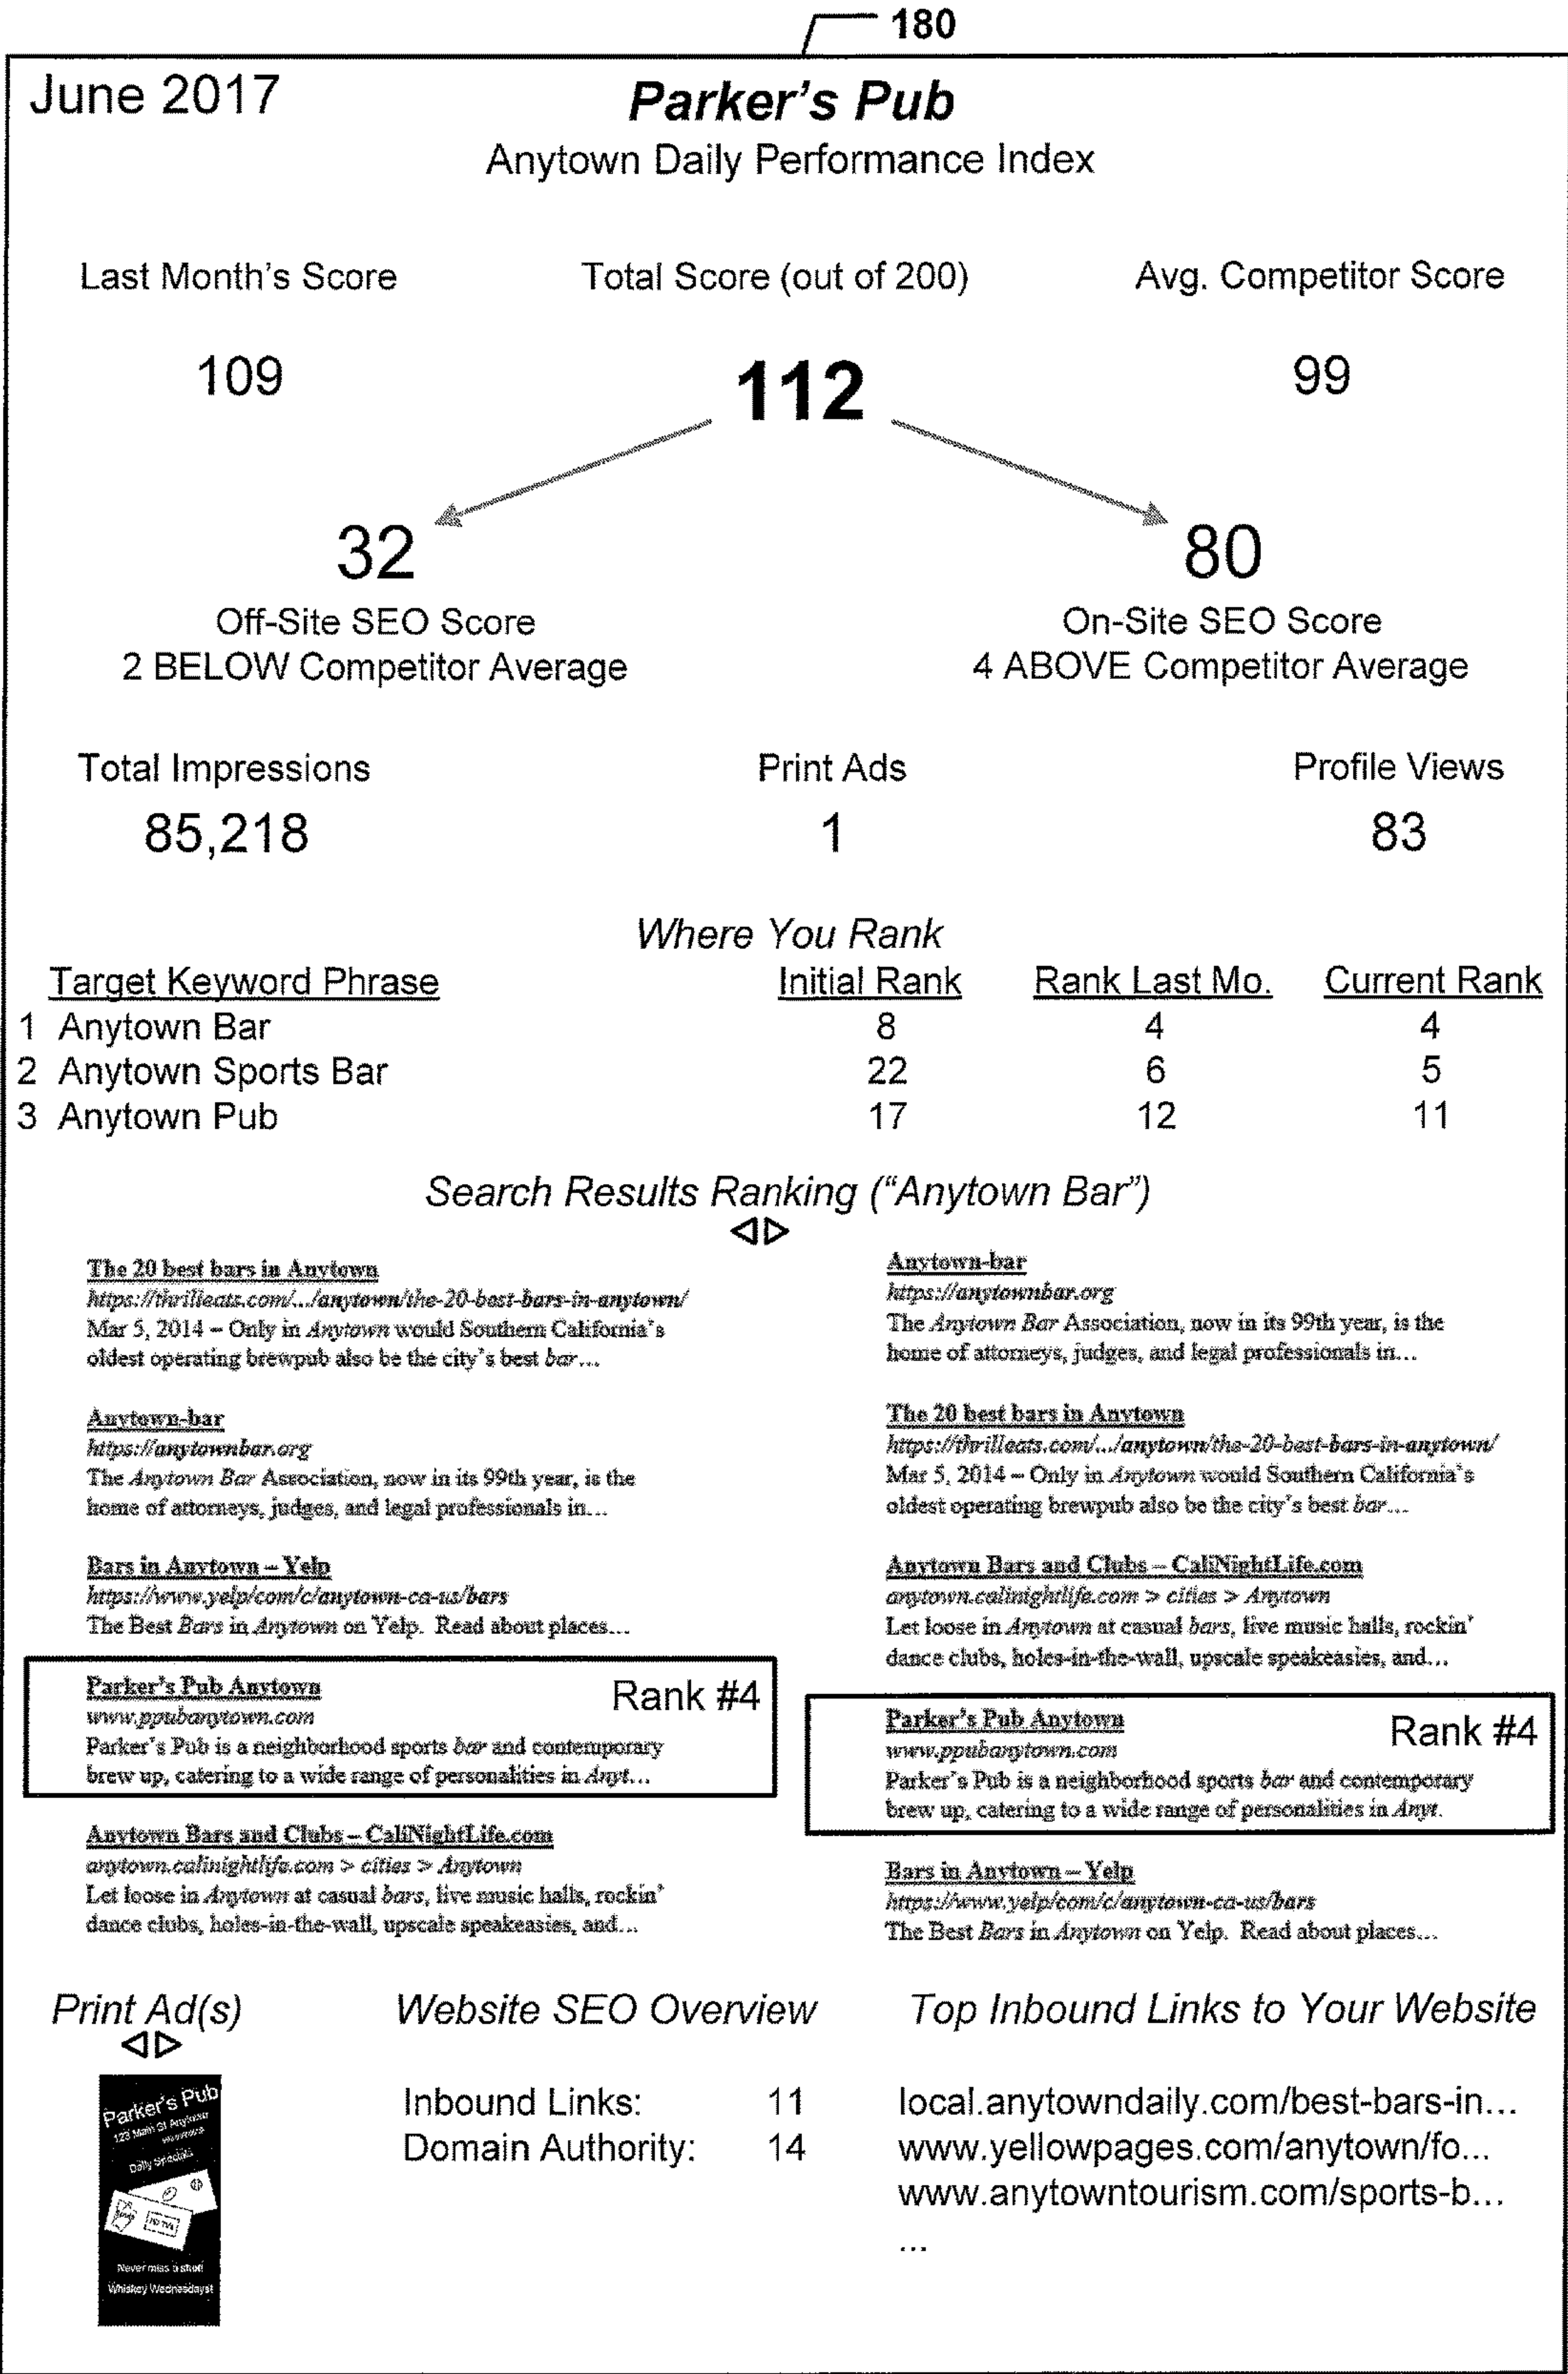 180
June 2017
Parker's Pub
Anytown Daily Performance Index
Last Month's Score
Total Score (out of 200)
Avg. Competitor Score
109
112
99
32
80
Off-Site SEO Score
On-Site SEO Score
2 BELOW Competitor Average
4 ABOVE Competitor Average
Total Impressions
Print Ads
Profile Views
85,218
1
83
Where You Rank
Target Keyword Phrase Initial Rank Rank Last Mo. Current Rank
1 Anytown Bar 8 4 4
2 Anytown Sports Bar 22 6 5
3 Anytown Pub 17 12 11
Search Results Ranking (“Anytown Bar”)
The 20 best bars in Anytown
https://thrilleats.com/.../anytown/the-20-best-bars-in-anytown/
Mar 5, 2014 – Only in Anytown would Southern California's
oldest operating brewpub also be the city's best bar...
Anytown-bar
https://anytownbar.org
The Anytown Bar Association, now in its 99th year, is the
home of attorneys, judges, and legal professionals in...
Bars in Anytown – Yelp
https://www.yelp/com/c/anytown-ca-us/bars
The Best Bars in Anytown on Yelp. Read about places...
Parker's Pub Anytown
Rank #4
www.ppubanytown.com
Parker's Pub is a neighborhood sports bar and contemporary
brew up, catering to a wide range of personalities in Anyt...
Anytown Bars and Clubs – CaliNightLife.com
anytown.calinightlife.com > cities > Anytown
Let loose in Anytown at casual bars, live music halls, rockin'
dance clubs, holes-in-the-wall, upscale speakeasies, and...
Anytown-bar
https://anytownbar.org
The Anytown Bar Association, now in its 99th year, is the
home of attorneys, judges, and legal professionals in...
The 20 best bars in Anytown
https://thrilleats.com/.../anytown/the-20-best-bars-in-anytown/
Mar 5, 2014 – Only in Anytown would Southern California's
oldest operating brewpub also be the city's best bar...
Anytown Bars and Clubs – CaliNightLife.com
anytown.calinightlife.com > cities > Anytown
Let loose in Anytown at casual bars, live music halls, rockin'
dance clubs, holes-in-the-wall, upscale speakeasies, and...
Parker's Pub Anytown
Rank #4
www.ppubanytown.com
Parker's Pub is a neighborhood sports bar and contemporary
brew up, catering to a wide range of personalities in Anyt.
Bars in Anytown – Yelp
https://www.yelp/com/c/anytown-ca-us/bars
The Best Bars in Anytown on Yelp. Read about places...
Print Ad(s)
Parker's Pub
123 Main St Anytown
Daily Specials
Never miss a shot!
Whiskey Wednesdays!
Website SEO Overview
Inbound Links: 11
Domain Authority: 14
Top Inbound Links to Your Website
local.anytowndaily.com/best-bars-in...
www.yellowpages.com/anytown/fo...
www.anytowntourism.com/sports-b...
...